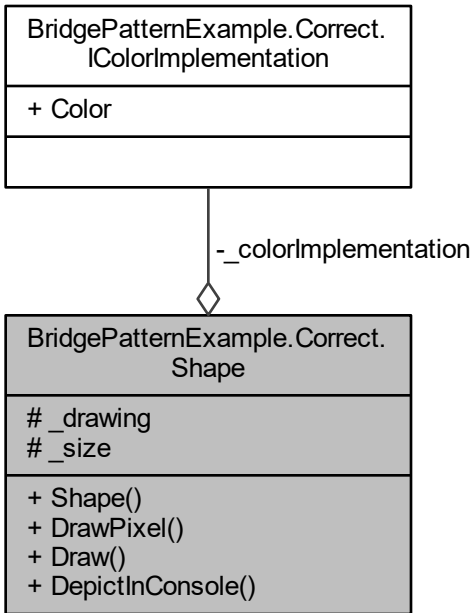 BridgePatternExample.Correct.
IColorImplementation
+ Color
-_colorImplementation
BridgePatternExample.Correct.
Shape
# _drawing
# _size
+ Shape()
+ DrawPixel()
+ Draw()
+ DepictInConsole()